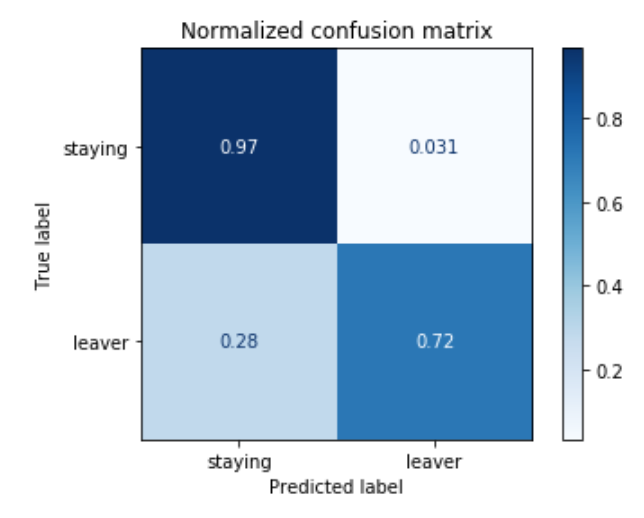 Normalized confusion matrix
staying
0.97
0.031
0.8
0.6
True label
0.4
leaver
0.28
0.72
0.2
staying
leaver
Predicted label